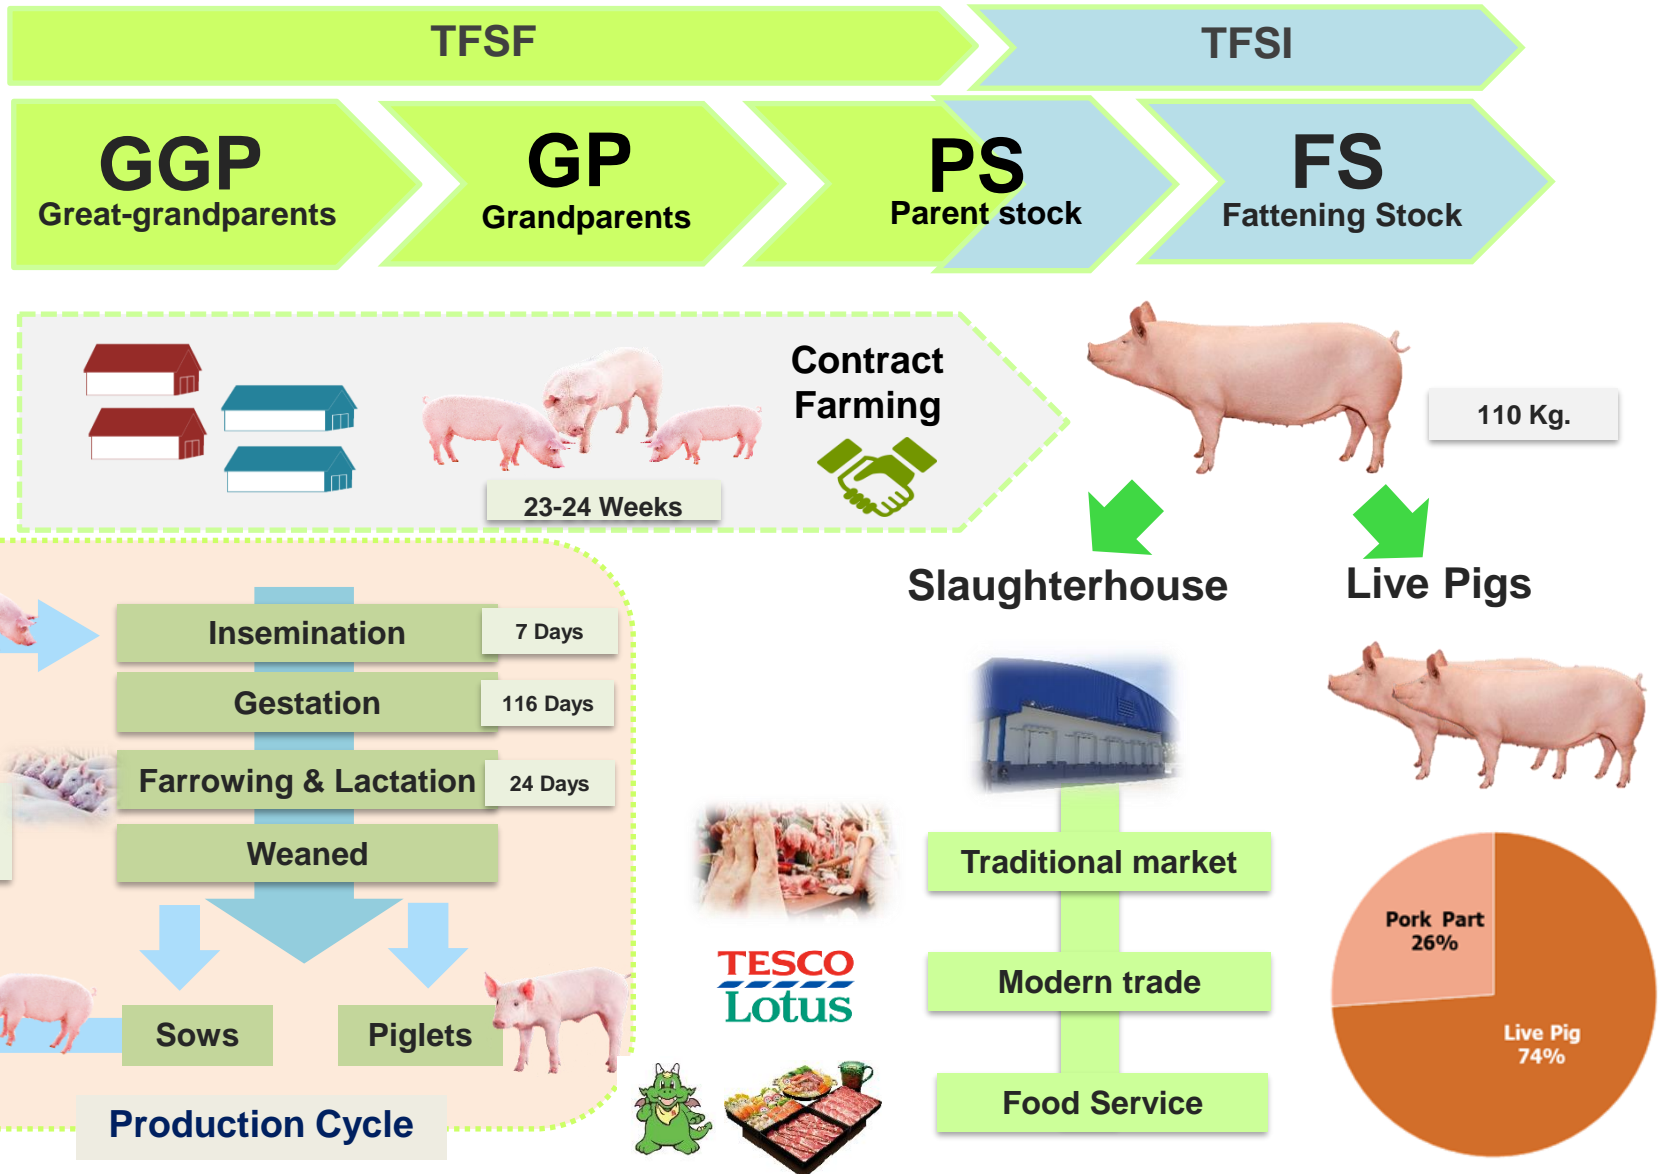 TFSF
TFSI
GGP
Great-grandparents
GP
Grandparents
PS
Parent stock
FS
Fattening Stock
Contract
Farming
23-24 Weeks
110 Kg.
Slaughterhouse
Live Pigs
Insemination
7 Days
Gestation
116 Days
Farrowing & Lactation
24 Days
Weaned
Sows
Piglets
Production Cycle
Traditional market
TESCO
Lotus
Modern trade
Food Service
Pork Part
26%
Live Pig
74%